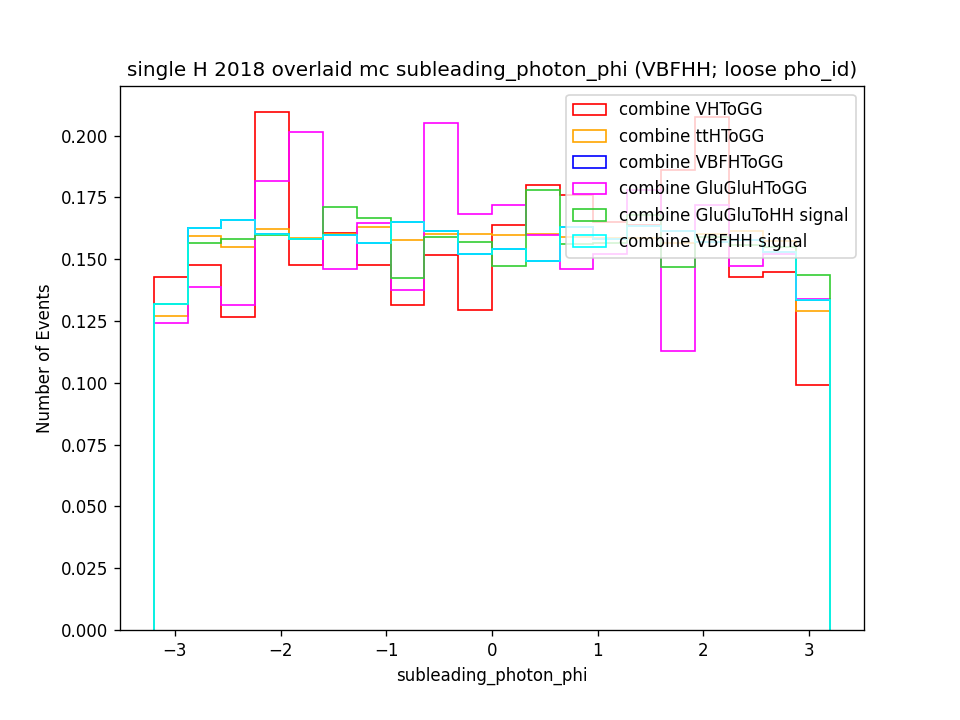 single H 2018 overlaid mc subleading_photon_phi (VBFHH; loose pho_id)
combine VHToGG
combine ttHToGG
combine VBFHToGG
combine GluGluHToGG
combine GluGluToHH signal
combine VBFHH signal
Number of Events
0.200
0.175
0.150
0.125
0.100
0.075
0.050
0.025
0.000
−3 −2 −1 0 1 2 3
subleading_photon_phi